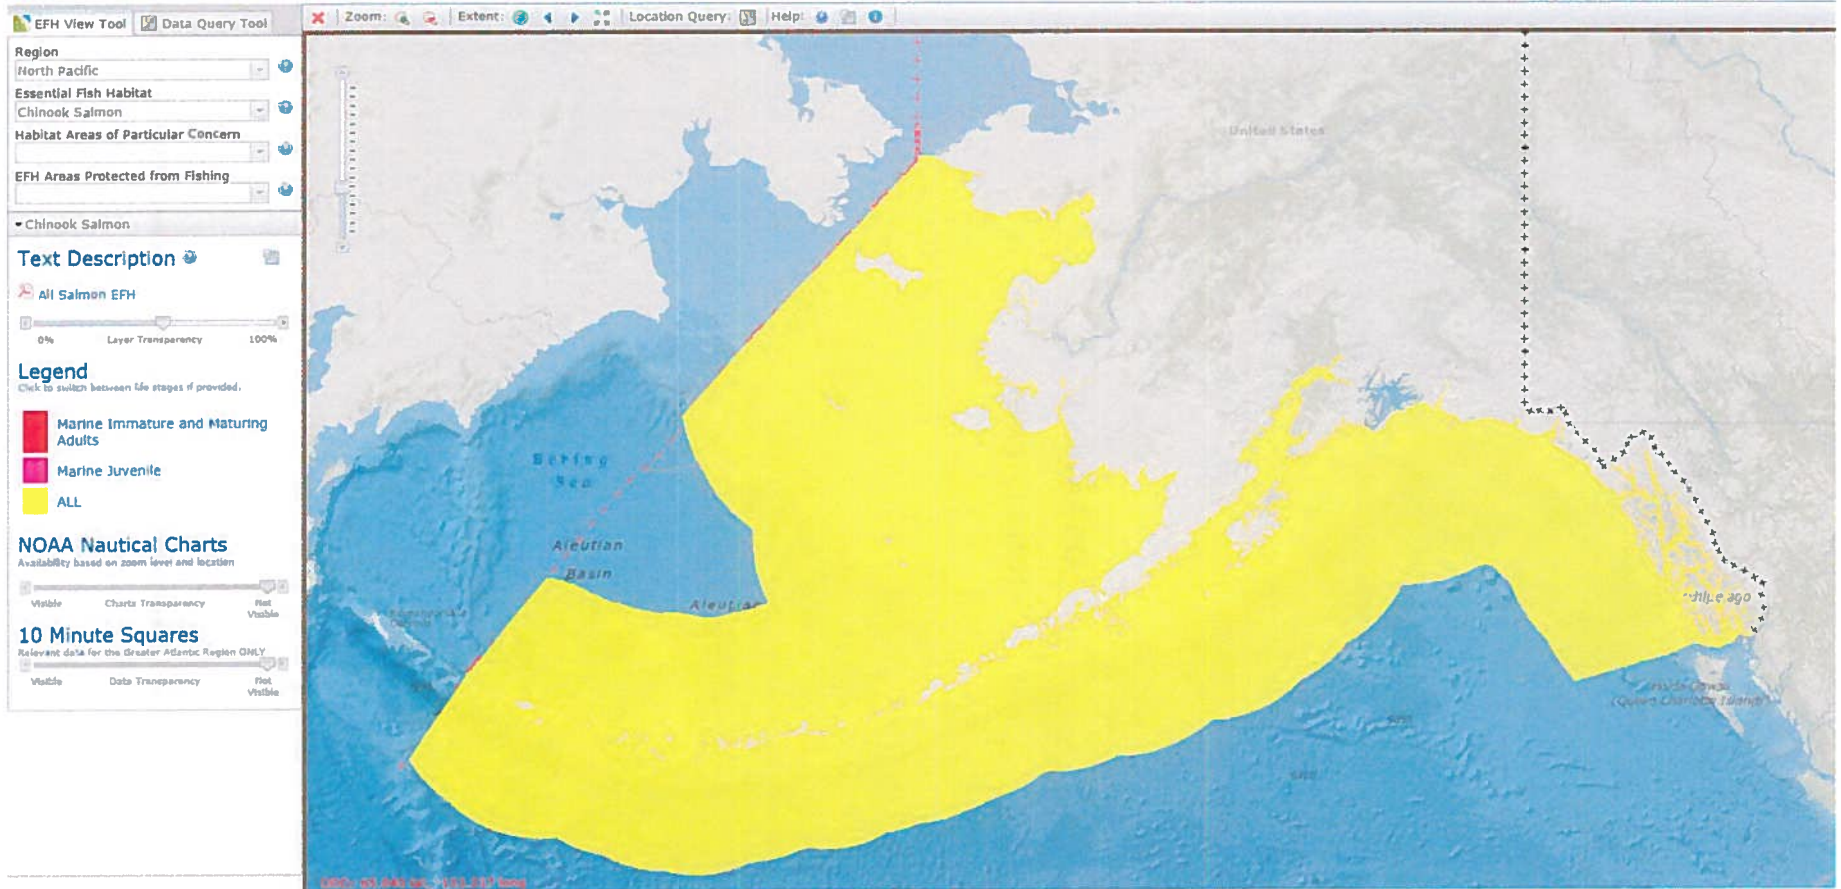 EFH View Tool
Data Query Tool
Zoom:
Extent:
Location Query:
Help:
Region
North Pacific
Essential Fish Habitat
Chinook Salmon
Habitat Areas of Particular Concern
EFH Areas Protected from Fishing
Chinook Salmon
Text Description
All Salmon EFH
0%
Layer Transparency
100%
Legend
Click to switch between life stages if provided.
Marine Immature and Maturing
Adults
Marine Juvenile
ALL
NOAA Nautical Charts
Availability based on zoom level and location
Visible
Charts Transparency
Not
Visible
10 Minute Squares
Relevant data for the Greater Atlantic Region ONLY
Visible
Data Transparency
Not
Visible
United States
Bering
Sea
Aleutian
Basin
Aleutian
(Queen Charlotte Islands)